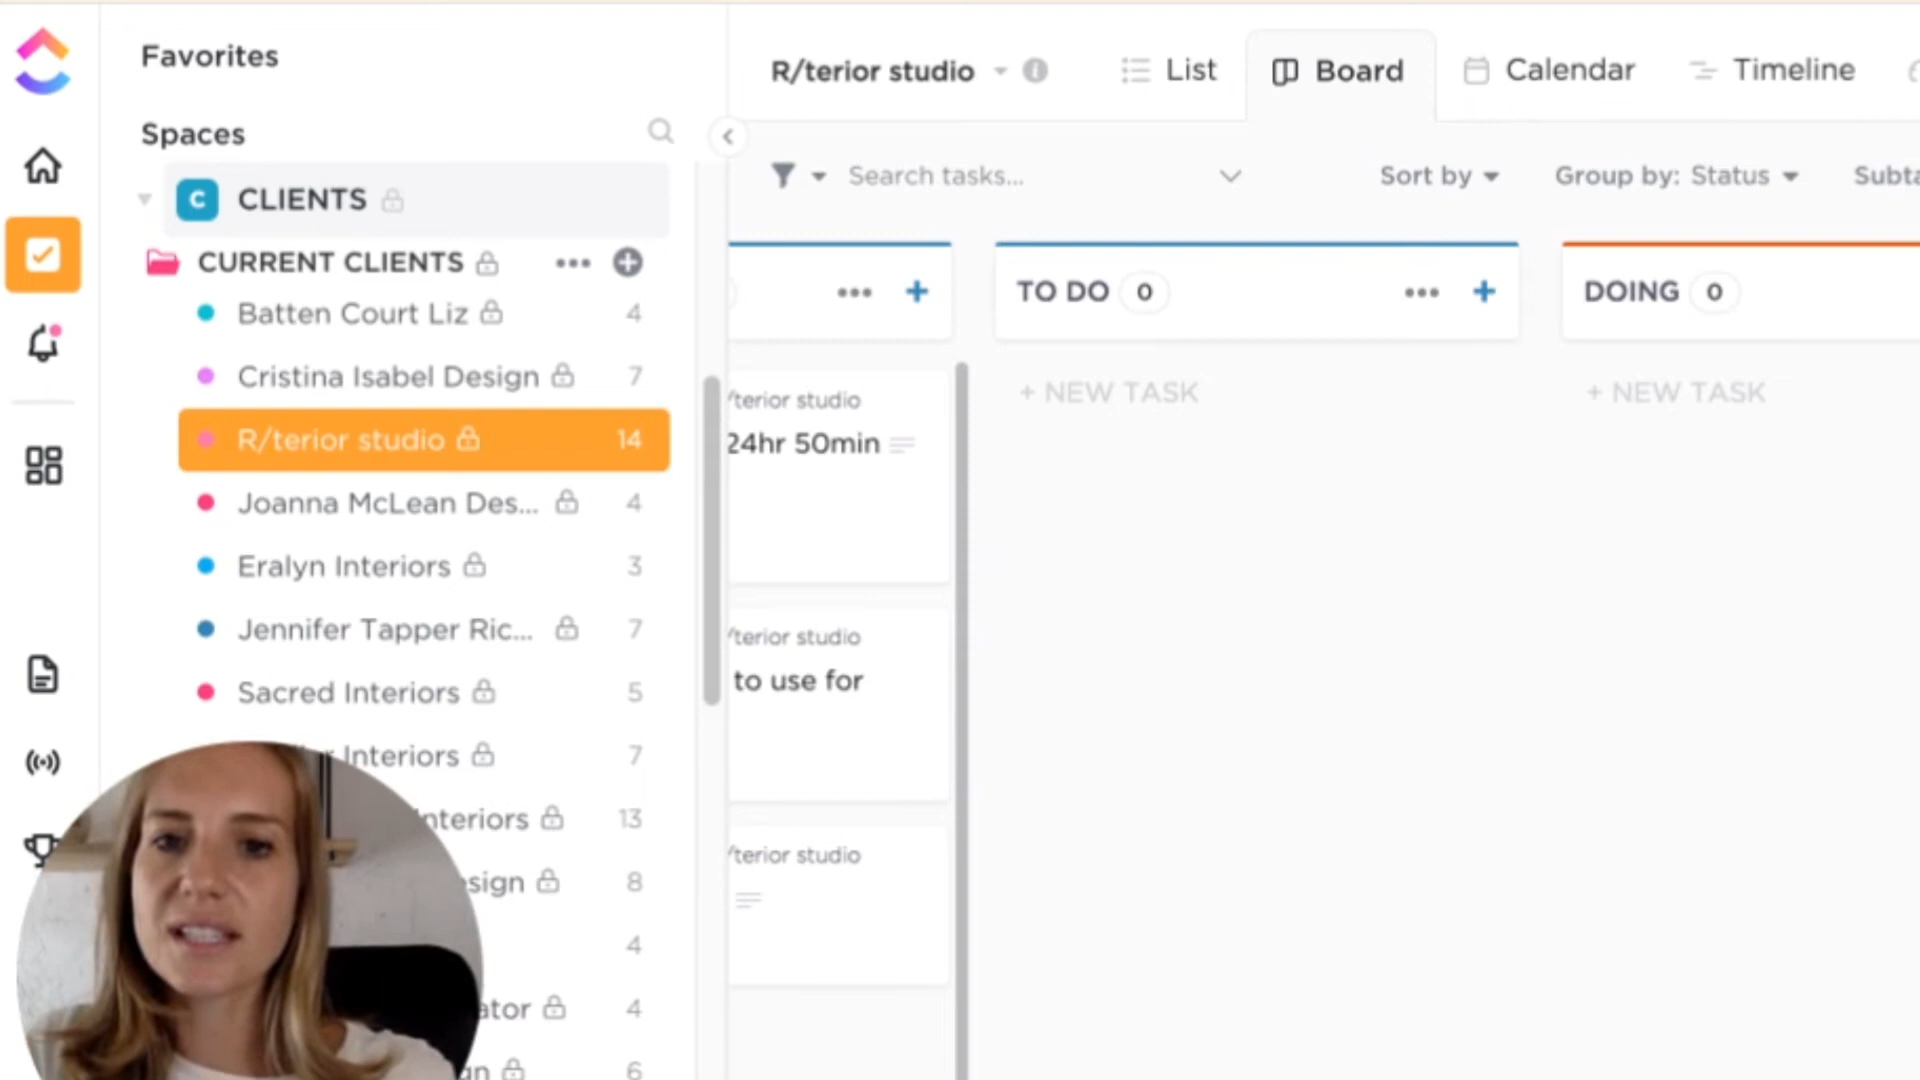 Favorites
Spaces
C CLIENTS
CURRENT CLIENTS
Batten Court Liz 4
Cristina Isabel Design 7
R/terior studio 14
Joanna McLean Des... 4
Eralyn Interiors 3
Jennifer Tapper Ric... 7
Sacred Interiors 5
Interiors 7
Interiors 13
8
4
4
6
R/terior studio
List
Board
Calendar
Timeline
Search tasks...
Sort by
Group by: Status
TO DO 0
DOING 0
+ NEW TASK
+ NEW TASK
/terior studio
24hr 50min
/terior studio
to use for
/terior studio